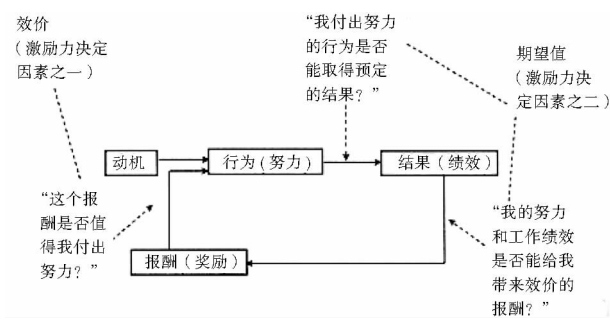 效价
（激励力决定
因素之一）
“我付出努力
的行为是否
能取得预定
的结果？”
期望值
（激励力决
定因素之二）
动机
行为(努力)
结果（绩效）
“这个报
酬是否值
得我付出
努力？”
报酬（奖励）
“我的努力
和工作绩效
是否能给我
带来效价的
报酬？”